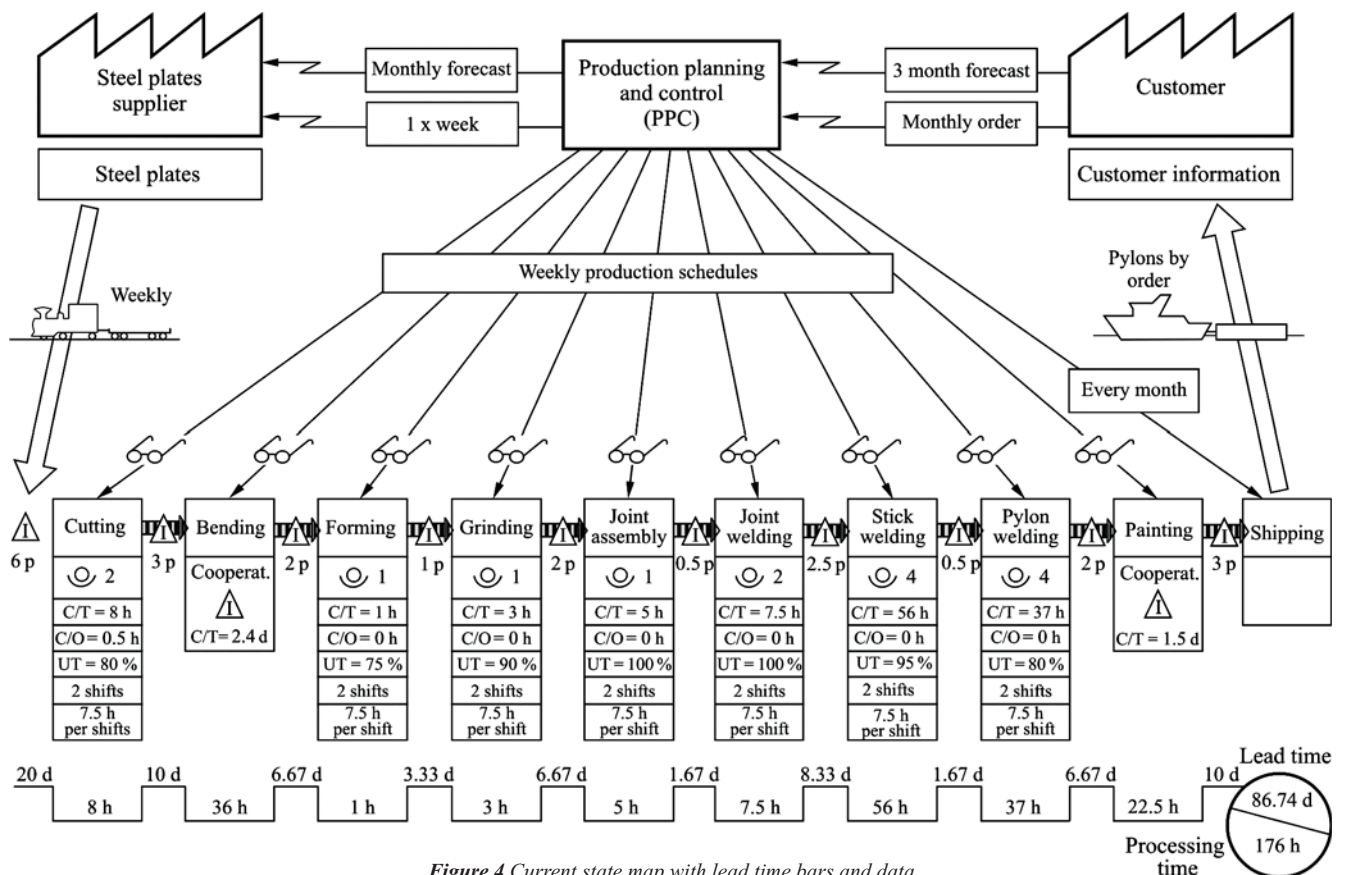 Steel plates
supplier
Monthly forecast
1 x week
Production planning
and control
(PPC)
3 month forecast
Monthly order
Customer
Steel plates
Customer information
Weekly
Weekly production schedules
Pylons by
order
Every month
I
6 p
Cutting
2
C/T = 8 h
C/O = 0.5 h
UT = 80 %
2 shifts
7.5 h
per shifts
I
3 p
Bending
Cooperat.
I
C/T = 2.4 d
I
2 p
Forming
1
C/T = 1 h
C/O = 0 h
UT = 75 %
2 shifts
7.5 h
per shift
I
1 p
Grinding
1
C/T = 3 h
C/O = 0 h
UT = 90 %
2 shifts
7.5 h
per shift
I
2 p
Joint
assembly
1
C/T = 5 h
C/O = 0 h
UT = 100 %
2 shifts
7.5 h
per shift
I
0.5 p
Joint
welding
2
C/T = 7.5 h
C/O = 0 h
UT = 100 %
2 shifts
7.5 h
per shift
I
2.5 p
Stick
welding
4
C/T = 56 h
C/O = 0 h
UT = 95 %
2 shifts
7.5 h
per shift
I
0.5 p
Pylon
welding
4
C/T = 37 h
C/O = 0 h
UT = 80 %
2 shifts
7.5 h
per shift
I
2 p
Painting
Cooperat.
I
C/T = 1.5 d
I
3 p
Shipping
20 d 10 d 6.67 d 3.33 d 6.67 d 1.67 d 8.33 d 1.67 d 6.67 d 10 d
8 h 36 h 1 h 3 h 5 h 7.5 h 56 h 37 h 22.5 h
Lead time
86.74 d
176 h
Processing
time
Figure 4 Current state map with lead time bars and data